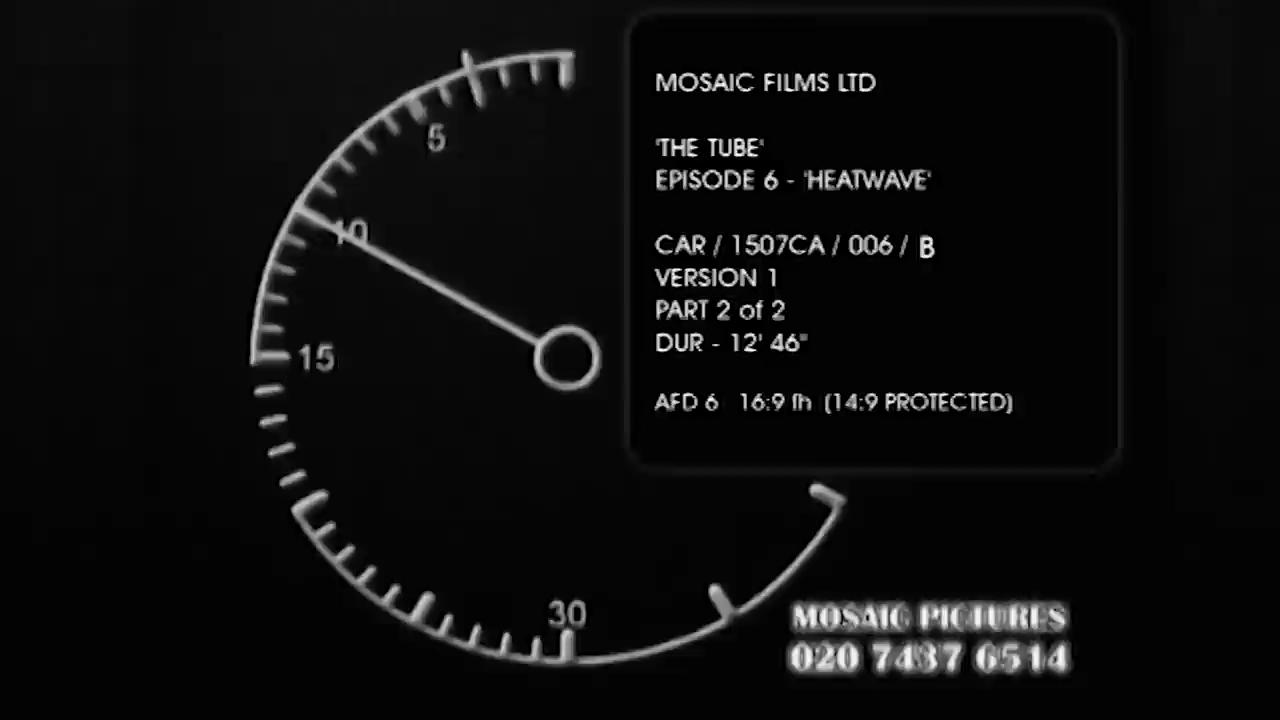 MOSAIC FILMS LTD
'THE TUBE'
EPISODE 6 - 'HEATWAVE'
CAR / 1507CA / 006 / B
VERSION 1
PART 2 of 2
DUR - 12' 46"
AFD 6 16:9 fh (14:9 PROTECTED)
5
10
15
30
MOSAIC PICTURES
020 7437 6514